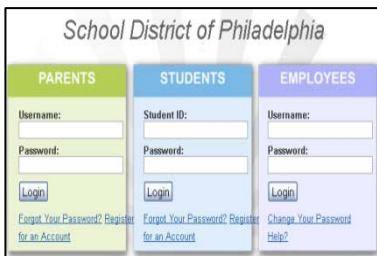 School District of Philadelphia
PARENTS
Username:
Password:
Login
Forgot Your Password? Register
for an Account
STUDENTS
Student ID:
Password:
Login
Forgot Your Password? Register
for an Account
EMPLOYEES
Username:
Password:
Login
Change Your Password
Help?